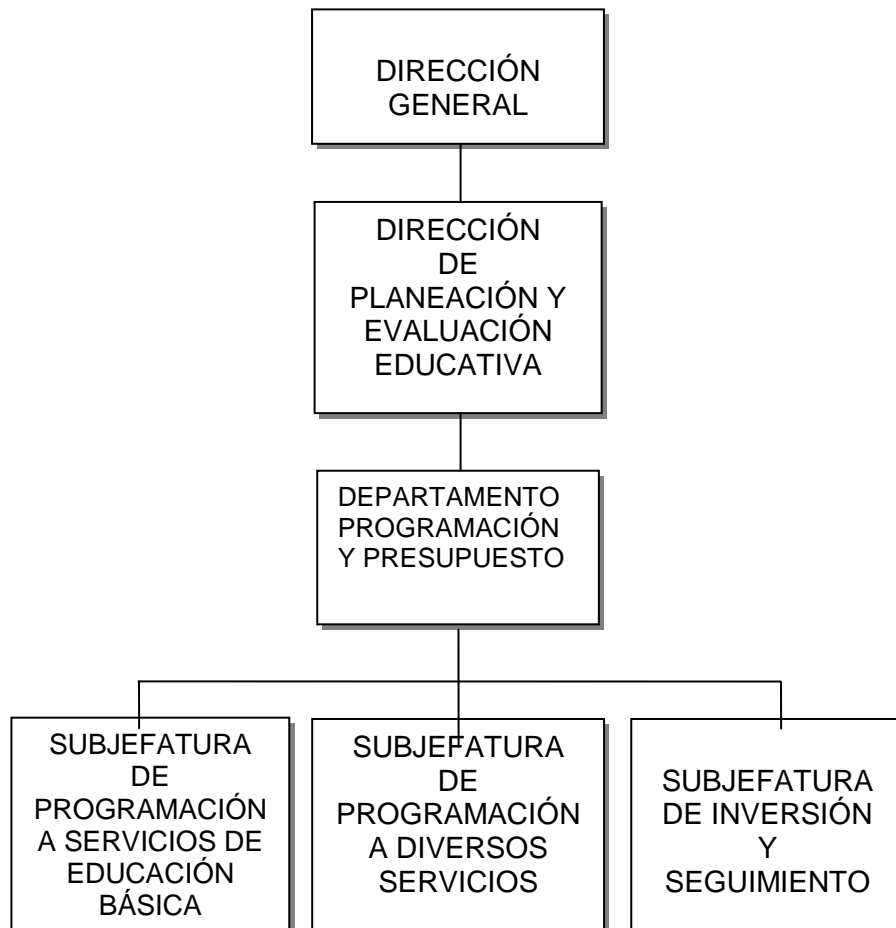 DIRECCIÓN
GENERAL
DIRECCIÓN
DE
PLANEACIÓN Y
EVALUACIÓN
EDUCATIVA
DEPARTAMENTO
PROGRAMACIÓN
Y PRESUPUESTO
SUBJEFATURA
DE
PROGRAMACIÓN
A SERVICIOS DE
EDUCACIÓN
BÁSICA
SUBJEFATURA
DE
PROGRAMACIÓN
A DIVERSOS
SERVICIOS
SUBJEFATURA
DE INVERSIÓN
Y
SEGUIMIENTO